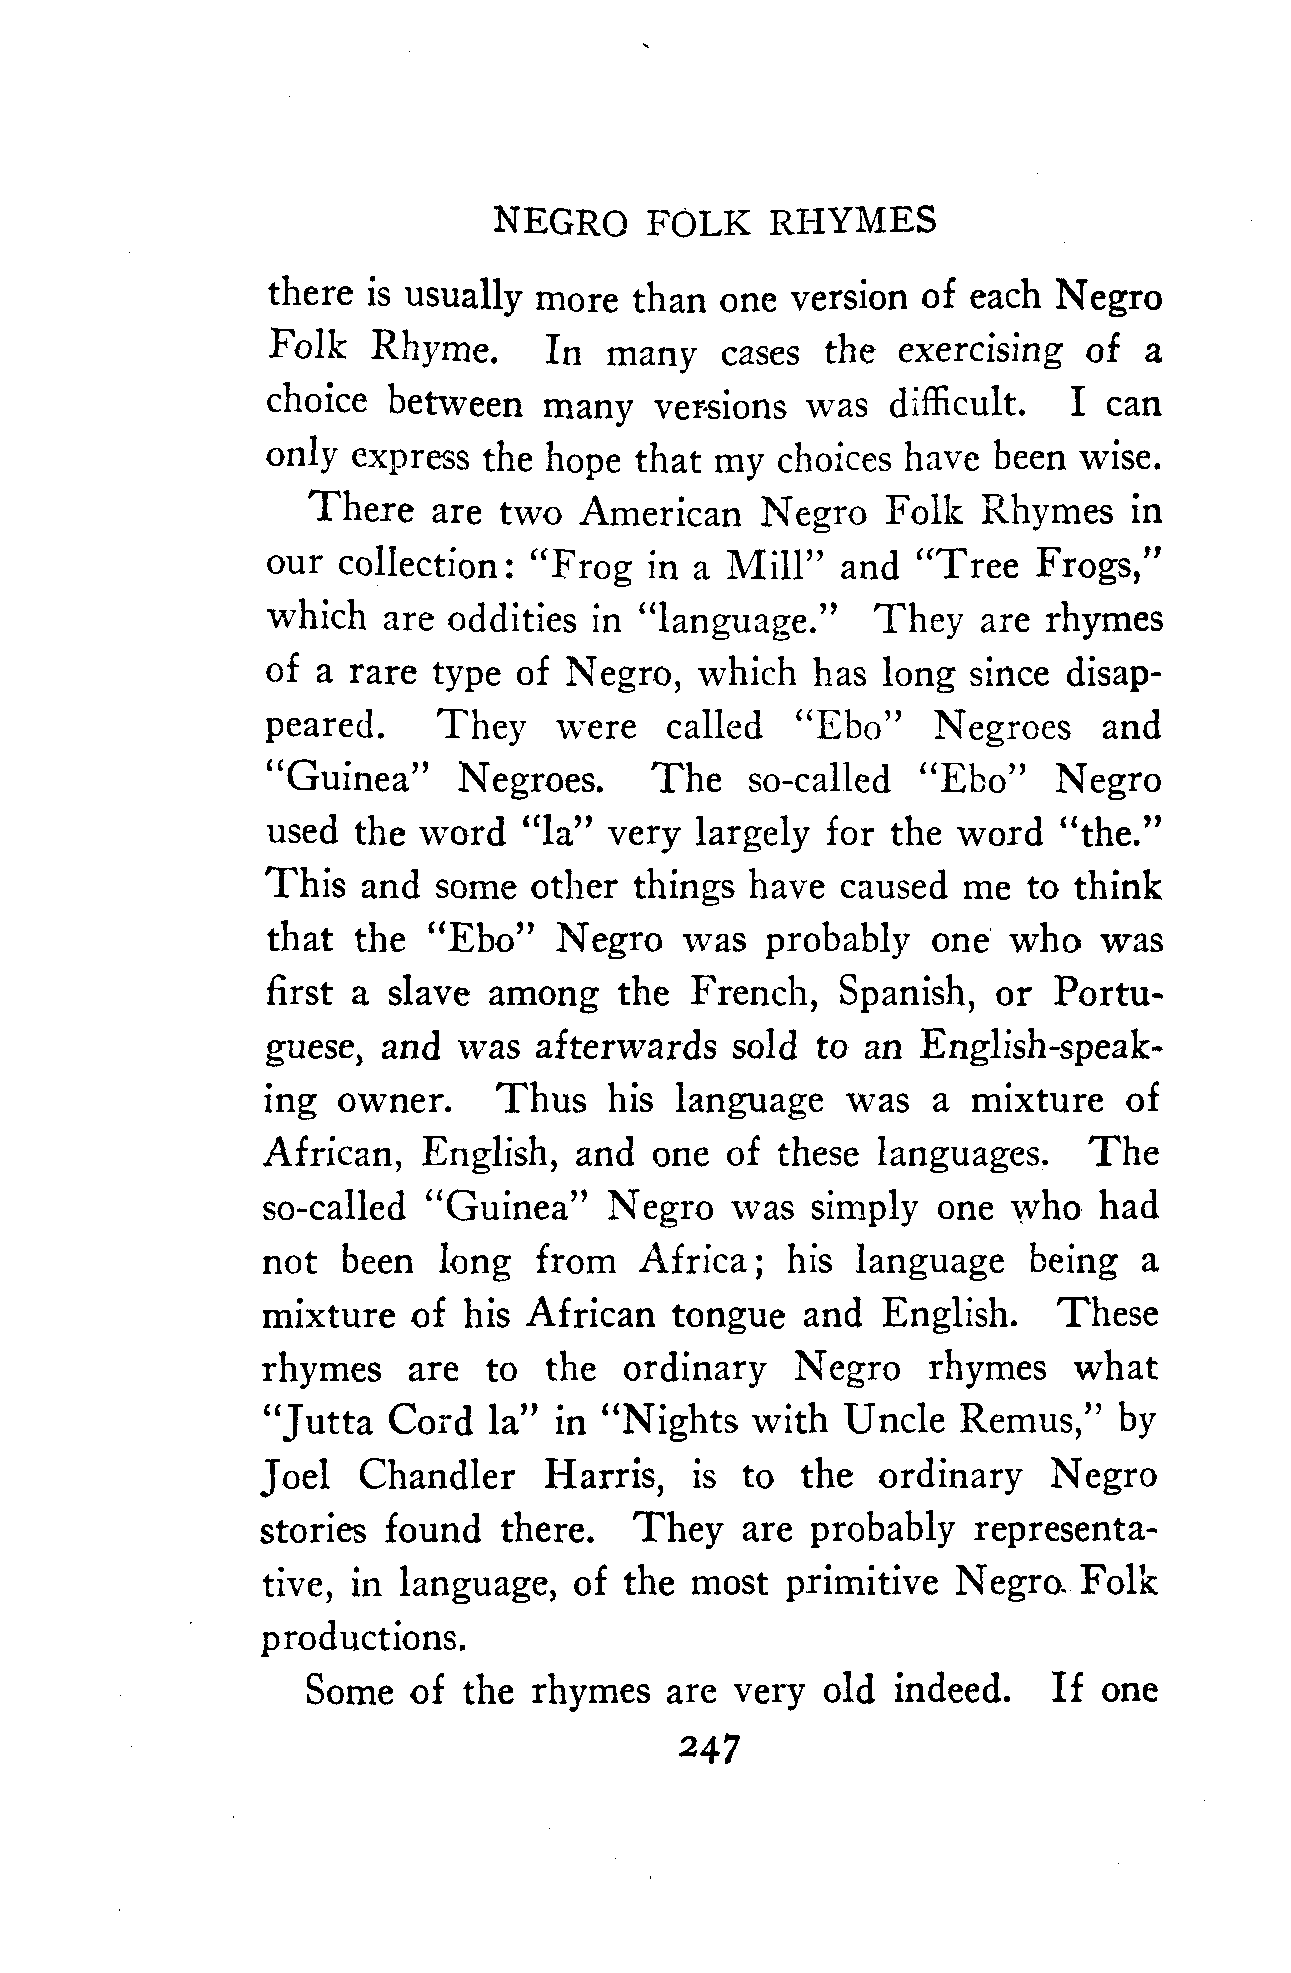 NEGRO FOLK RHYMES
there is usually more than one version of each Negro
Folk Rhyme. In many cases the exercising of a
choice between many versions was difficult. I can
only express the hope that my choices have been wise.
There are two American Negro Folk Rhymes in
our collection: “Frog in a Mill” and “Tree Frogs,”
which are oddities in “language.” They are rhymes
of a rare type of Negro, which has long since disap-
peared. They were called “Ebo” Negroes and
“Guinea” Negroes. The so-called “Ebo” Negro
used the word “la” very largely for the word “the.”
This and some other things have caused me to think
that the “Ebo” Negro was probably one who was
first a slave among the French, Spanish, or Portu-
guese, and was afterwards sold to an English-speak-
ing owner. Thus his language was a mixture of
African, English, and one of these languages. The
so-called “Guinea” Negro was simply one who had
not been long from Africa; his language being a
mixture of his African tongue and English. These
rhymes are to the ordinary Negro rhymes what
“Jutta Cord la” in “Nights with Uncle Remus,” by
Joel Chandler Harris, is to the ordinary Negro
stories found there. They are probably representa-
tive, in language, of the most primitive Negro Folk
productions.
Some of the rhymes are very old indeed. If one
247